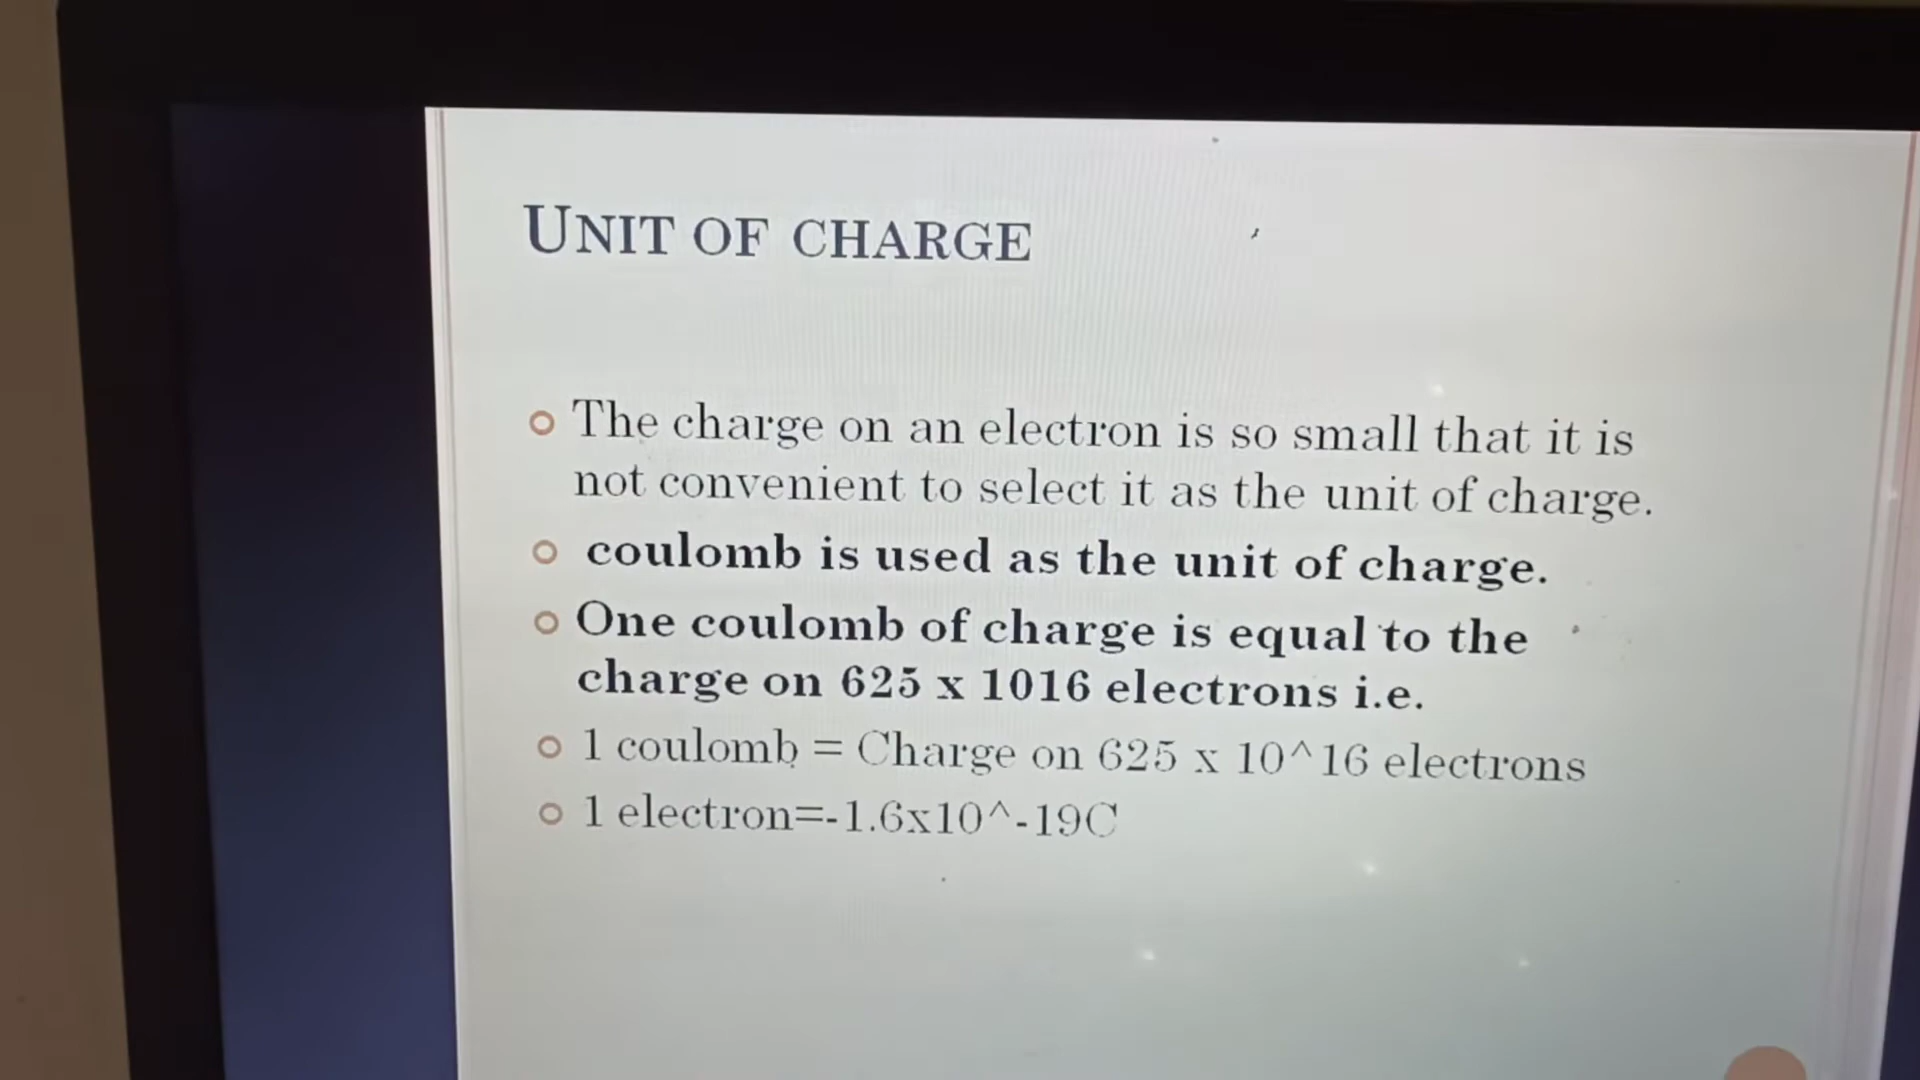 UNIT OF CHARGE
The charge on an electron is so small that it is
not convenient to select it as the unit of charge.
coulomb is used as the unit of charge.
One coulomb of charge is equal to the
charge on 625 x 1016 electrons i.e.
1 coulomb = Charge on 625 x 10^16 electrons
1 electron=-1.6x10^-19C